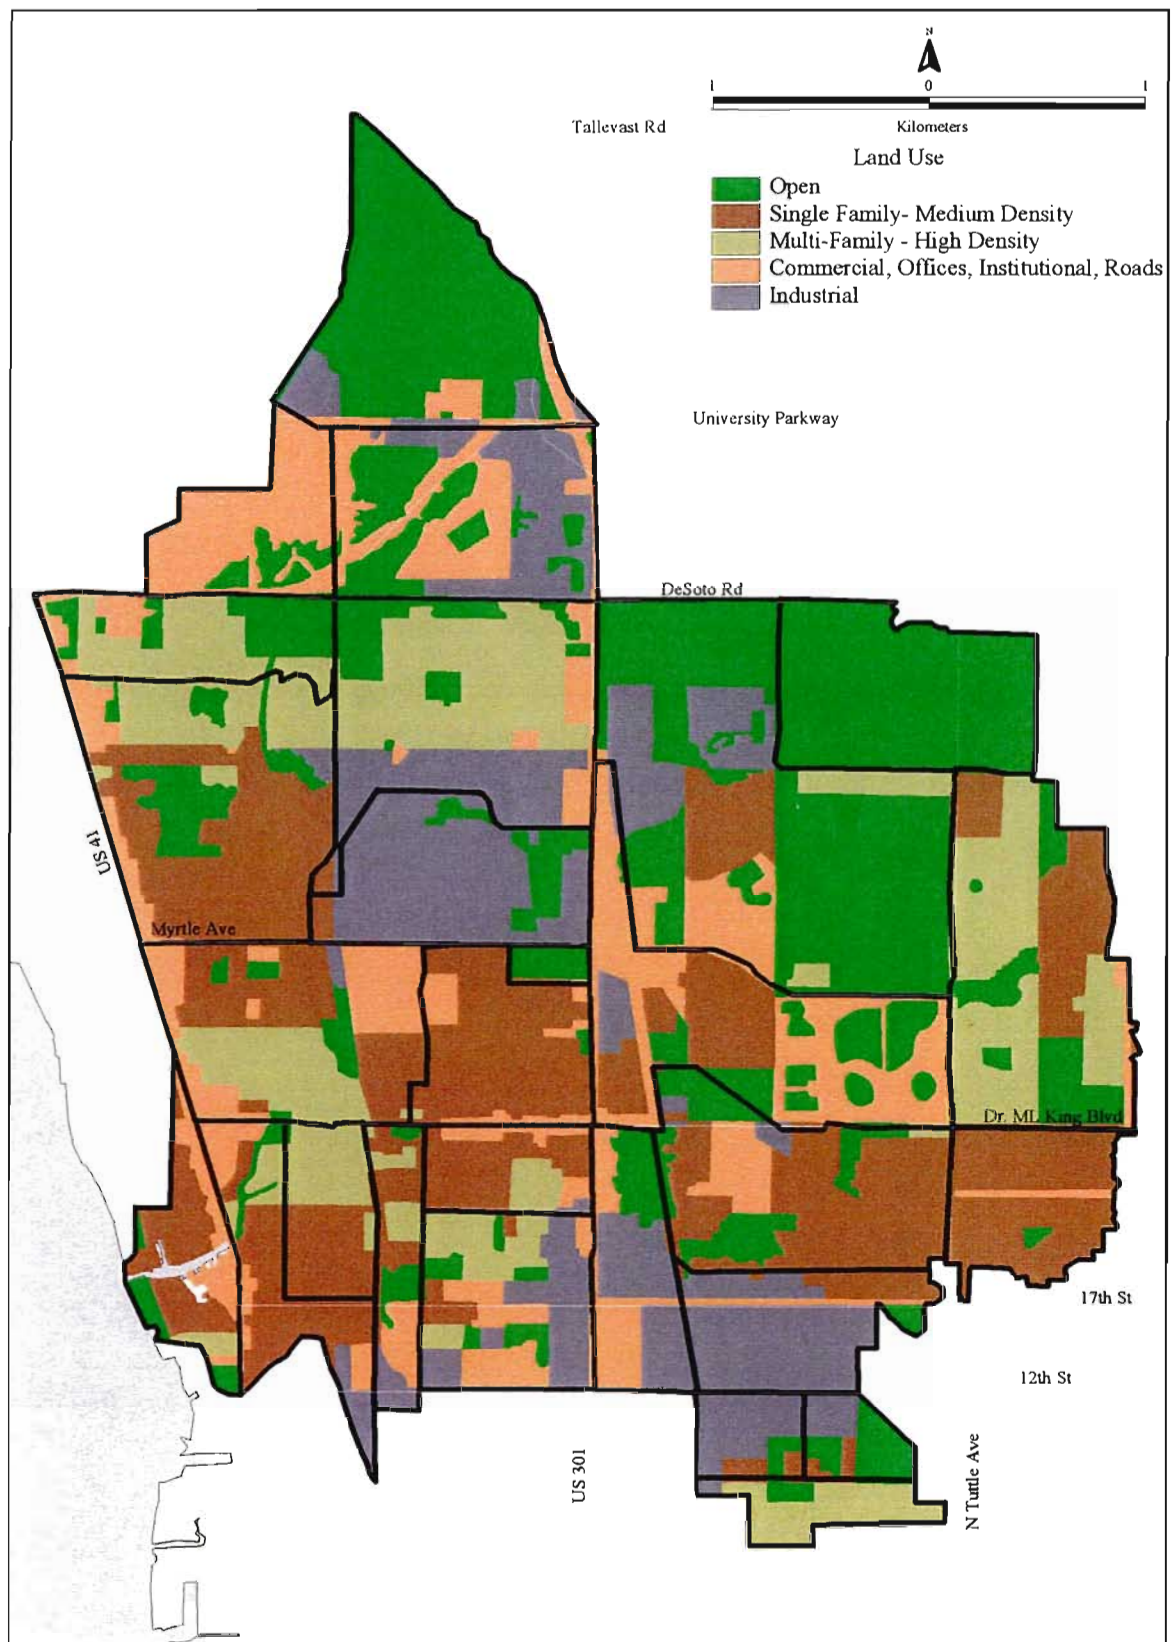 N
1 0 1
Tallevast Rd
Kilometers
Land Use
Open
Single Family- Medium Density
Multi-Family - High Density
Commercial, Offices, Institutional, Roads
Industrial
University Parkway
DeSoto Rd
US 41
Myrtle Ave
Dr. ML King Blvd
17th St
12th St
US 301
N Tuttle Ave